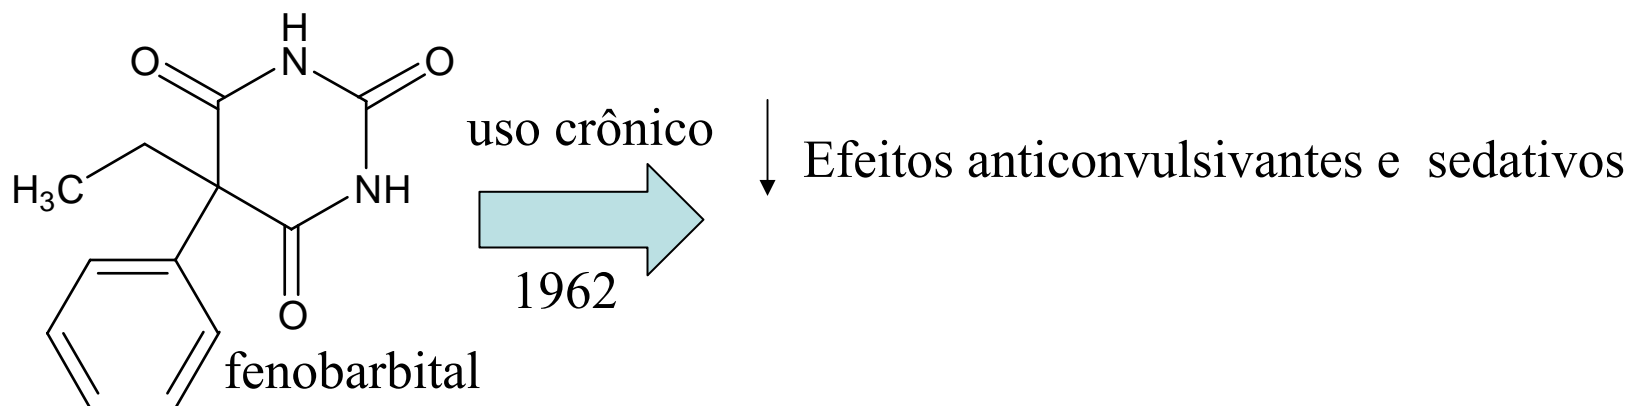 H
N
O
O
uso crônico
Efeitos anticonvulsivantes e sedativos
H3C
NH
1962
O
fenobarbital